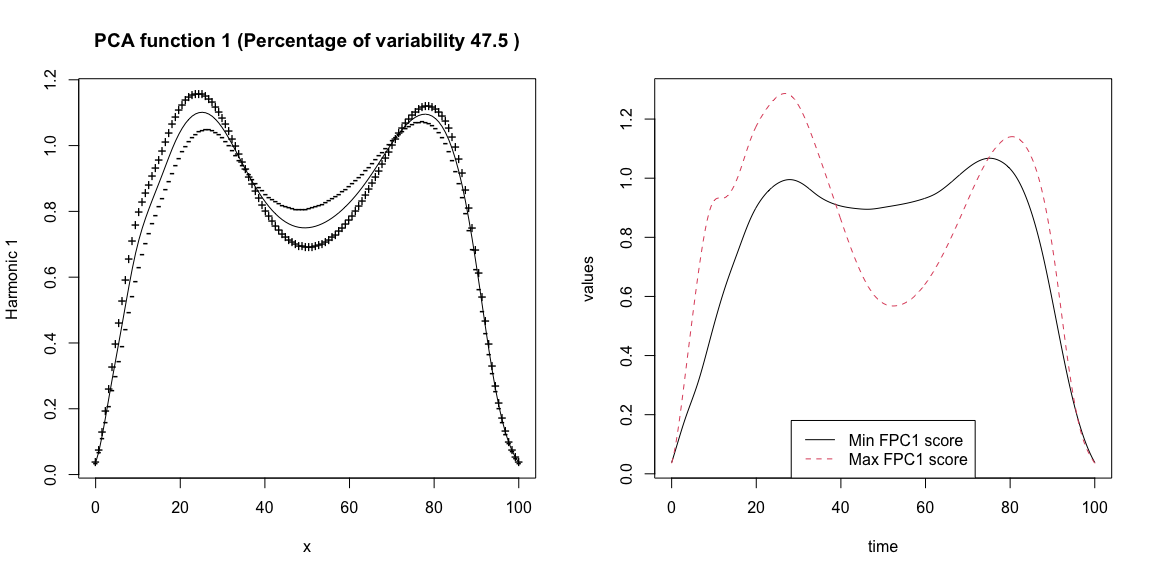 PCA function 1 (Percentage of variability 47.5 )
Harmonic 1
1.2
1.0
0.8
0.6
0.4
0.2
0.0
0 20 40 60 80 100
x
values
1.2
1.0
0.8
0.6
0.4
0.2
0.0
Min FPC1 score
Max FPC1 score
0 20 40 60 80 100
time